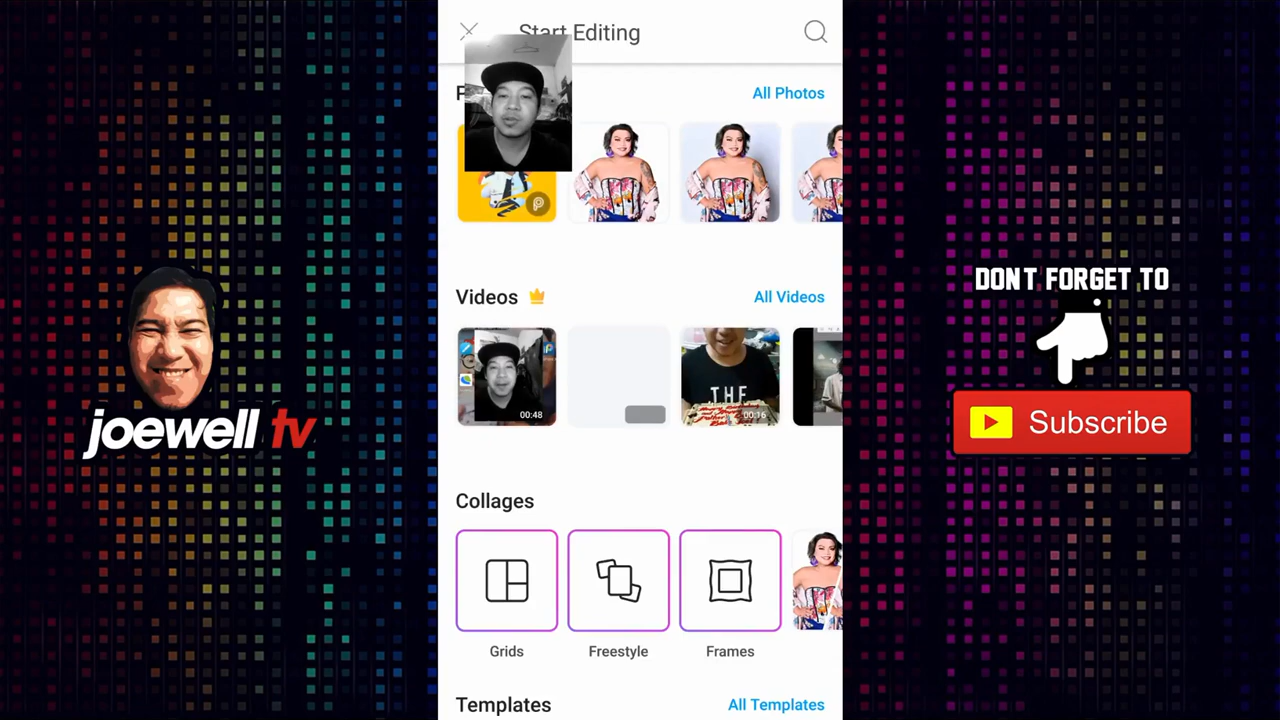 Start Editing
All Photos
Videos
All Videos
00:48
00:16
THE
Collages
Grids
Freestyle
Frames
Templates
All Templates
joewell tv
DONT FORGET TO
Subscribe